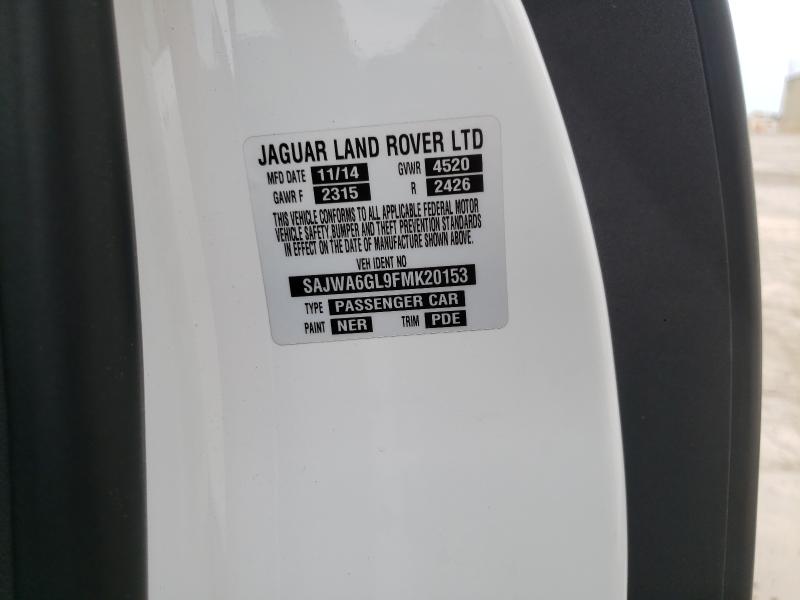 JAGUAR LAND ROVER LTD
MFD DATE 11/14 GVWR 4520
GAWR F 2315 R 2426
THIS VEHICLE CONFORMS TO ALL APPLICABLE FEDERAL MOTOR
VEHICLE SAFETY, BUMPER AND THEFT PREVENTION STANDARDS
IN EFFECT ON THE DATE OF MANUFACTURE SHOWN ABOVE.
VEH IDENT NO
SAJWA6GL9FMK20153
TYPE PASSENGER CAR
PAINT NER TRIM PDE